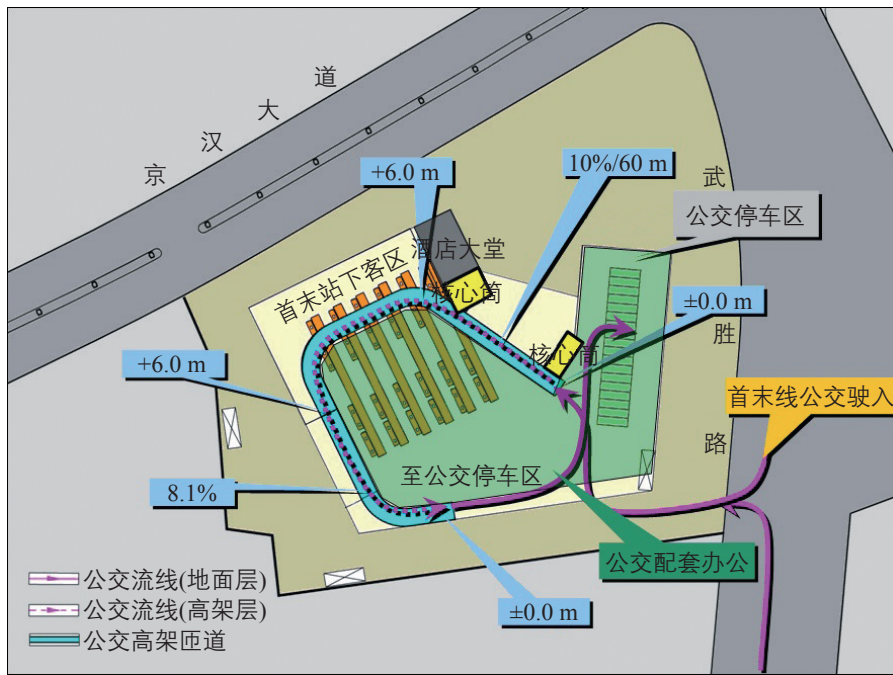 京汉大道
+6.0 m
10%/60 m
武胜路
公交停车区
酒店大堂
首末站下客区
核心筒
±0.0 m
核心筒
+6.0 m
首末线公交驶入
至公交停车区
8.1%
公交配套办公
±0.0 m
公交流线(地面层)
公交流线(高架层)
公交高架匝道